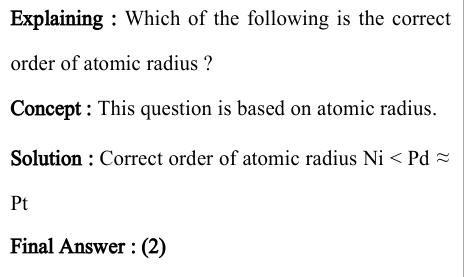 Explaining : Which of the following is the correct
order of atomic radius ?
Concept : This question is based on atomic radius.
Solution : Correct order of atomic radius Ni < Pd ≈
Pt
Final Answer : (2)